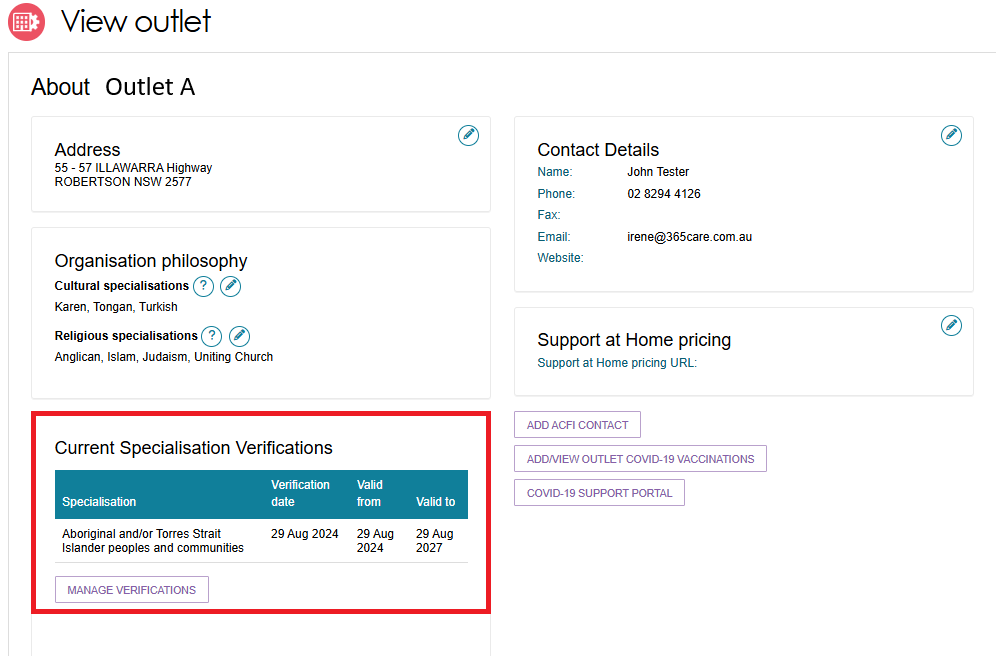 View outlet
About Outlet A
Address
55 - 57 ILLAWARRA Highway
ROBERTSON NSW 2577
Organisation philosophy
Cultural specialisations ?
Karen, Tongan, Turkish
Religious specialisations ?
Anglican, Islam, Judaism, Uniting Church
Current Specialisation Verifications
Specialisation Verification date Valid from Valid to
Aboriginal and/or Torres Strait Islander peoples and communities 29 Aug 2024 29 Aug 2024 29 Aug 2027
MANAGE VERIFICATIONS
Contact Details
Name: John Tester
Phone: 02 8294 4126
Fax:
Email: irene@365care.com.au
Website:
Support at Home pricing
Support at Home pricing URL:
ADD ACFI CONTACT
ADD/VIEW OUTLET COVID-19 VACCINATIONS
COVID-19 SUPPORT PORTAL